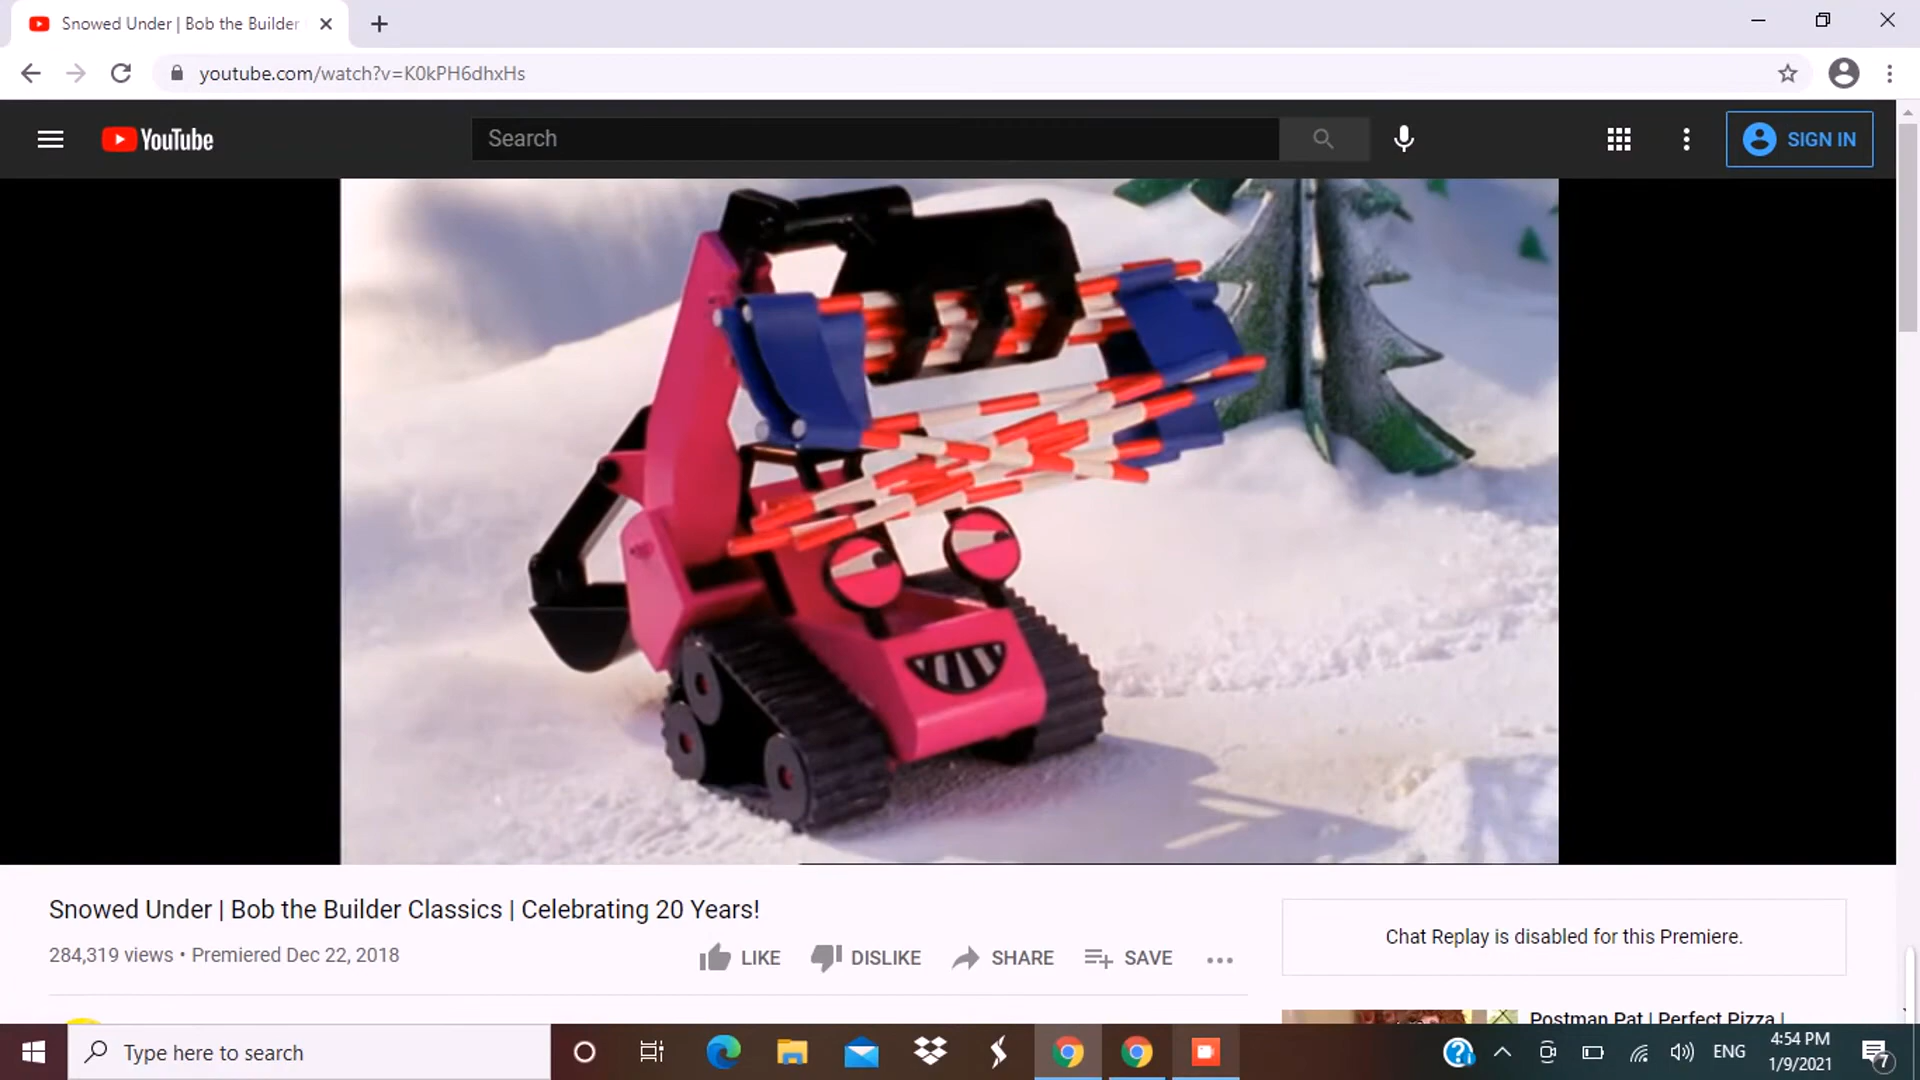 Snowed Under | Bob the Builder
youtube.com/watch?v=K0kPH6dhxHs
YouTube
Search
SIGN IN
Snowed Under | Bob the Builder Classics | Celebrating 20 Years!
284,319 views • Premiered Dec 22, 2018
LIKE
DISLIKE
SHARE
SAVE
Chat Replay is disabled for this Premiere.
Postman Pat | Perfect Pizza |
Type here to search
ENG
4:54 PM
1/9/2021
7